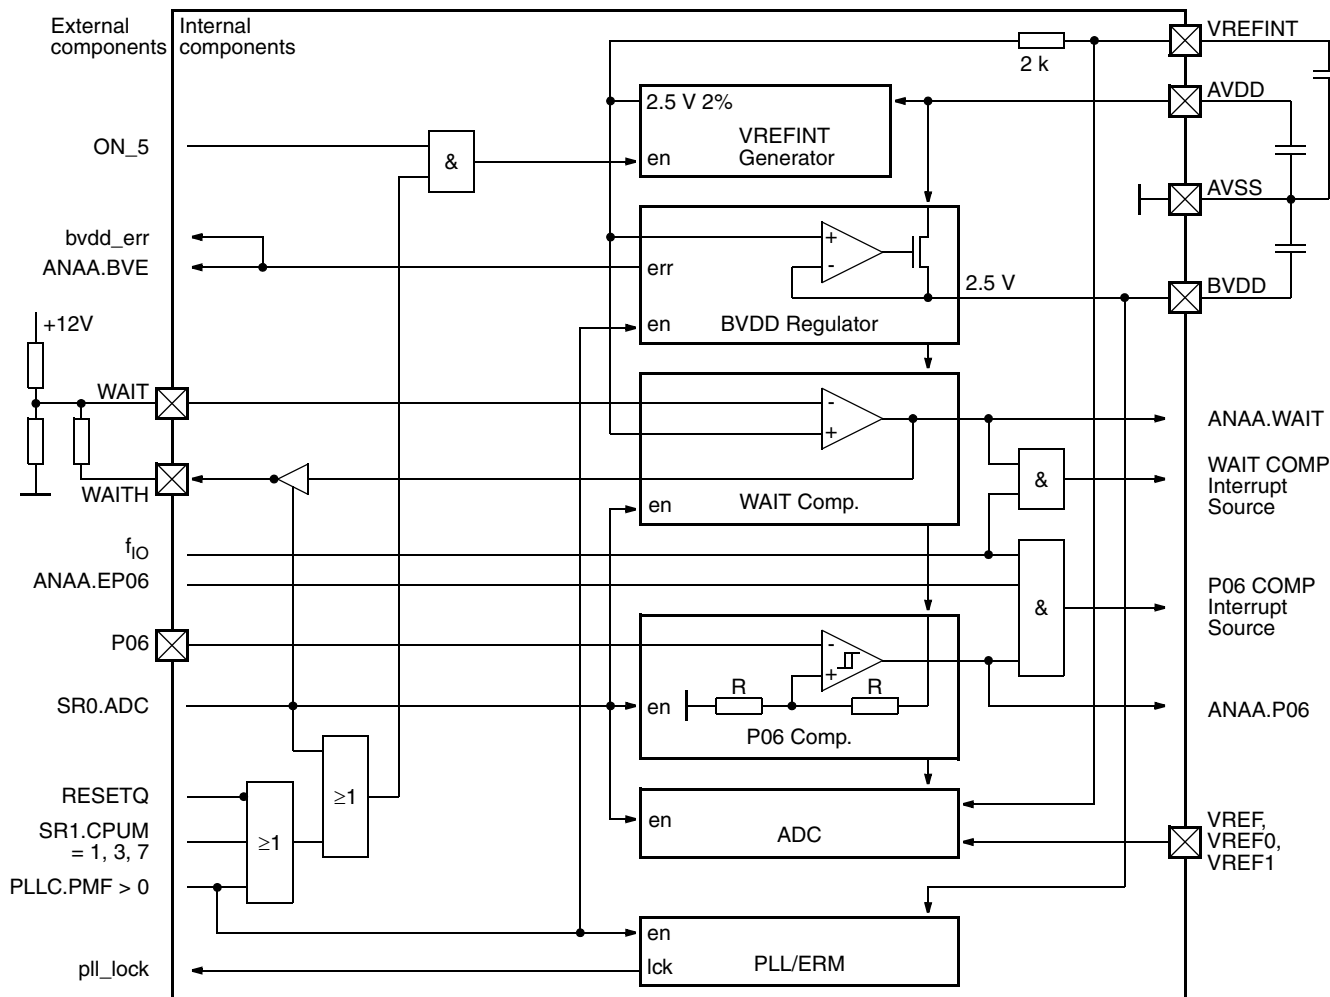 External
components
Internal
components
VREFINT
2 k
AVDD
2.5 V 2%
VREFINT
Generator
en
ON_5
&
AVSS
bvdd_err
ANAA.BVE
err
+
-
2.5 V
BVDD
en
BVDD Regulator
+12V
WAIT
-
+
ANAA.WAIT
WAITH
WAIT COMP
Interrupt
Source
&
en
WAIT Comp.
fIO
ANAA.EP06
P06 COMP
Interrupt
Source
&
P06
-
+
R
R
SR0.ADC
en
ANAA.P06
P06 Comp.
RESETQ
≥1
SR1.CPUM
= 1, 3, 7
≥1
en
ADC
VREF,
VREF0,
VREF1
PLLC.PMF > 0
en
pll_lock
lck
PLL/ERM